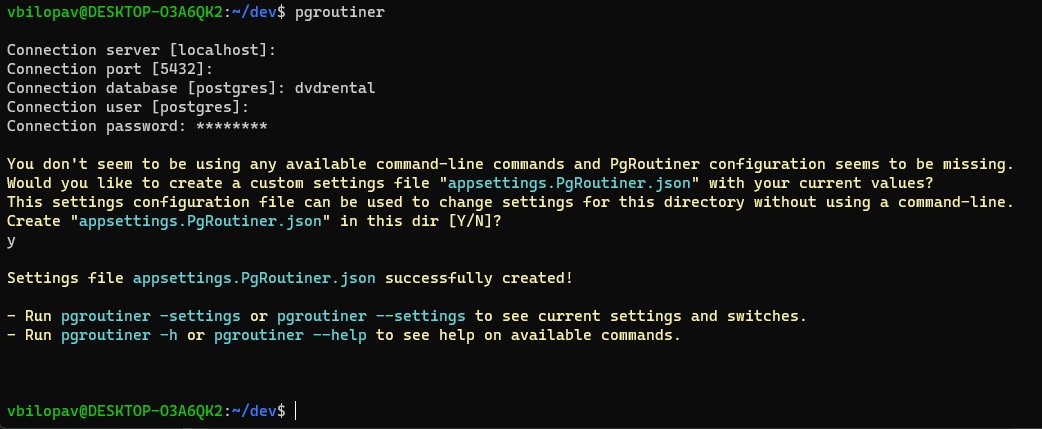 vbilopav@DESKTOP-O3A6QK2:~/dev$ pgroutiner
Connection server [localhost]:
Connection port [5432]:
Connection database [postgres]: dvdrental
Connection user [postgres]:
Connection password: ********
You don't seem to be using any available command-line commands and PgRoutiner configuration seems to be missing.
Would you like to create a custom settings file "appsettings.PgRoutiner.json" with your current values?
This settings configuration file can be used to change settings for this directory without using a command-line.
Create "appsettings.PgRoutiner.json" in this dir [Y/N]?
y
Settings file appsettings.PgRoutiner.json successfully created!
- Run pgroutiner -settings or pgroutiner --settings to see current settings and switches.
- Run pgroutiner -h or pgroutiner --help to see help on available commands.
vbilopav@DESKTOP-O3A6QK2:~/dev$